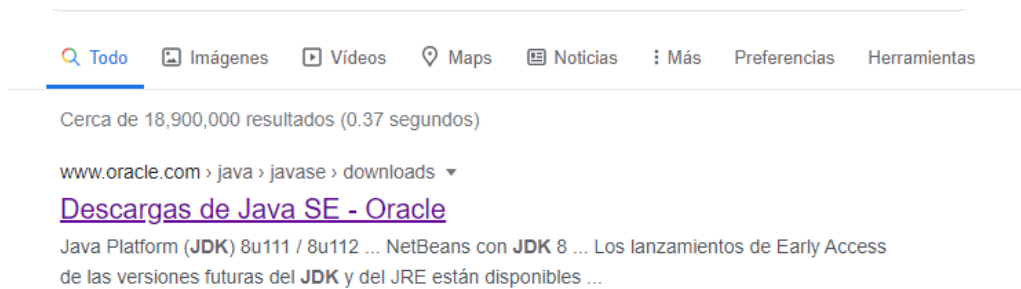 Todo Imágenes Vídeos Maps Noticias Más Preferencias Herramientas
Cerca de 18,900,000 resultados (0.37 segundos)
www.oracle.com › java › javase › downloads
Descargas de Java SE - Oracle
Java Platform (JDK) 8u111 / 8u112 ... NetBeans con JDK 8 ... Los lanzamientos de Early Access
de las versiones futuras del JDK y del JRE están disponibles ...